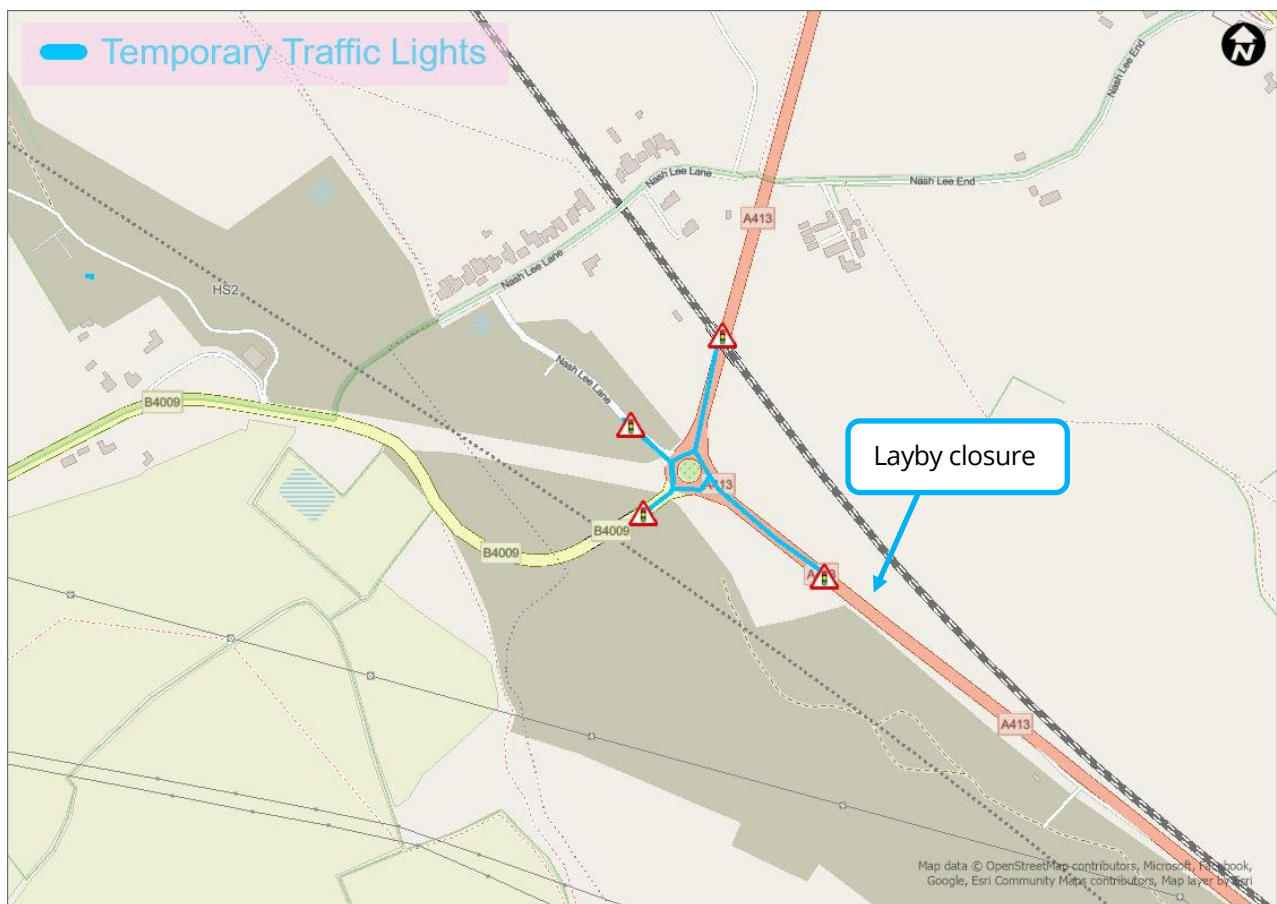 Temporary Traffic Lights
N
Nash Lee End
Nash Lee Lane
Nash Lee End
A413
Nash Lee Lane
HS2
Nash Lee Lane
B4009
Layby closure
A413
B4009
B4009
A413
Map data © OpenStreetMap contributors, Microsoft, Facebook,
Google, Esri Community Maps contributors, Map layer by Esri